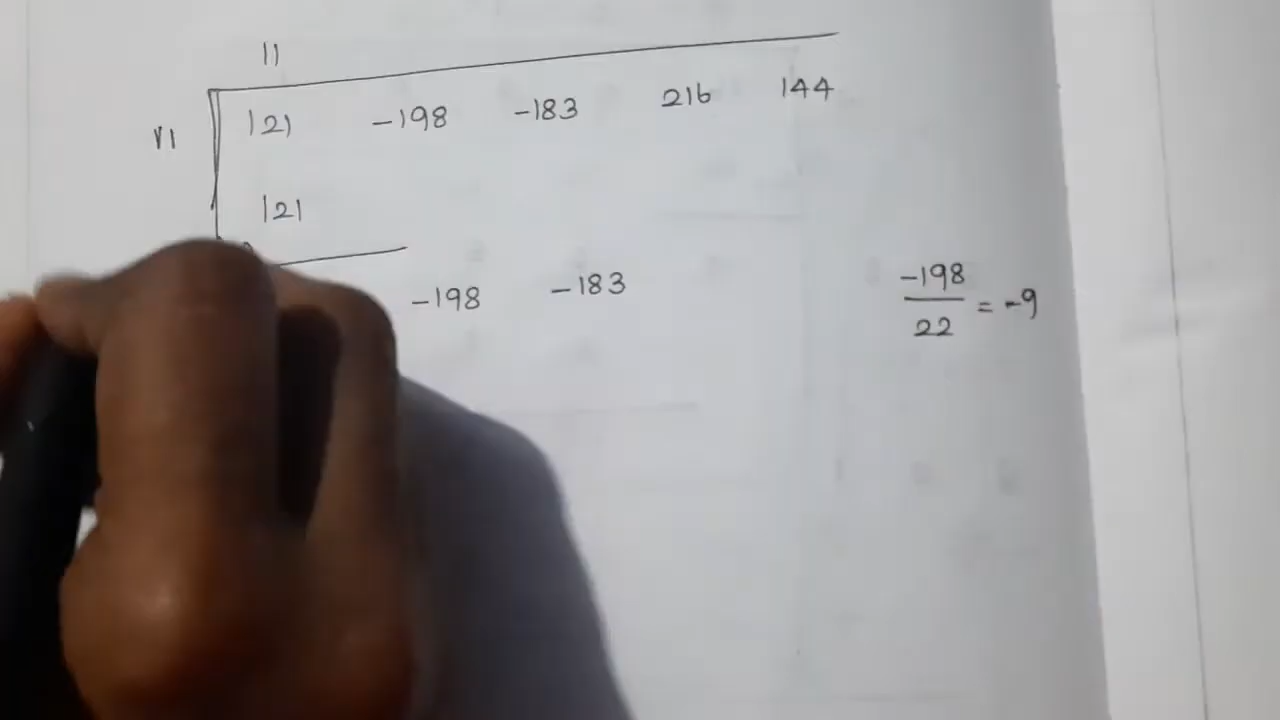 11
11 121 -198 -183 216 144
121
-198 -183
-198
22 = -9